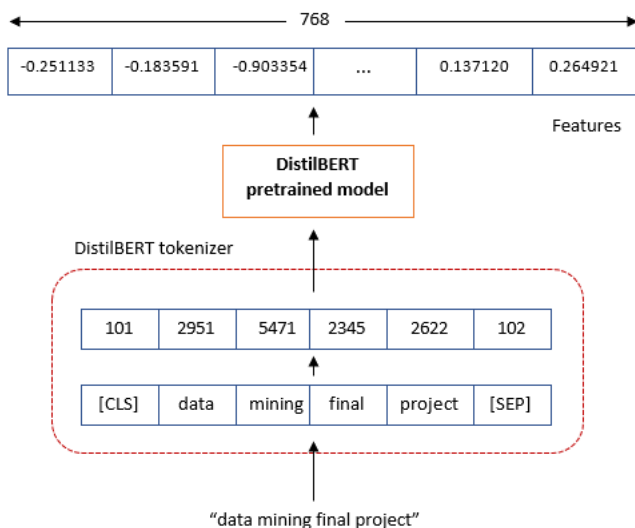 768
-0.251133 -0.183591 -0.903354 ... 0.137120 0.264921
Features
DistilBERT
pretrained model
DistilBERT tokenizer
101 2951 5471 2345 2622 102
[CLS] data mining final project [SEP]
“data mining final project”